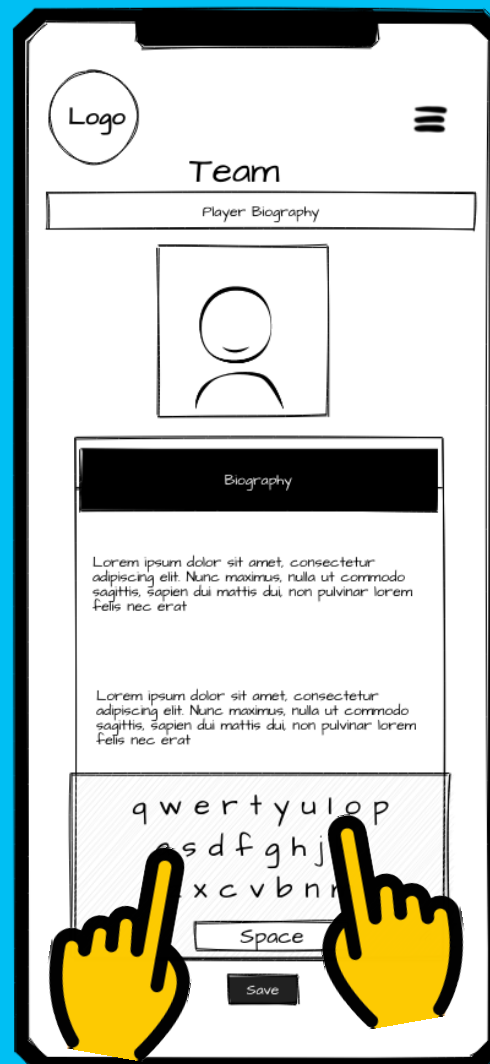 Logo
Team
Player Biography
Biography
Lorem ipsum dolor sit amet, consectetur
adipiscing elit. Nunc maximus, nulla ut commodo
sagittis, sapien dui mattis dui, non pulvinar lorem
felis nec erat
Lorem ipsum dolor sit amet, consectetur
adipiscing elit. Nunc maximus, nulla ut commodo
sagittis, sapien dui mattis dui, non pulvinar lorem
felis nec erat
q w e r t y u I o p
s d f g h j
x c v b n
Space
Save